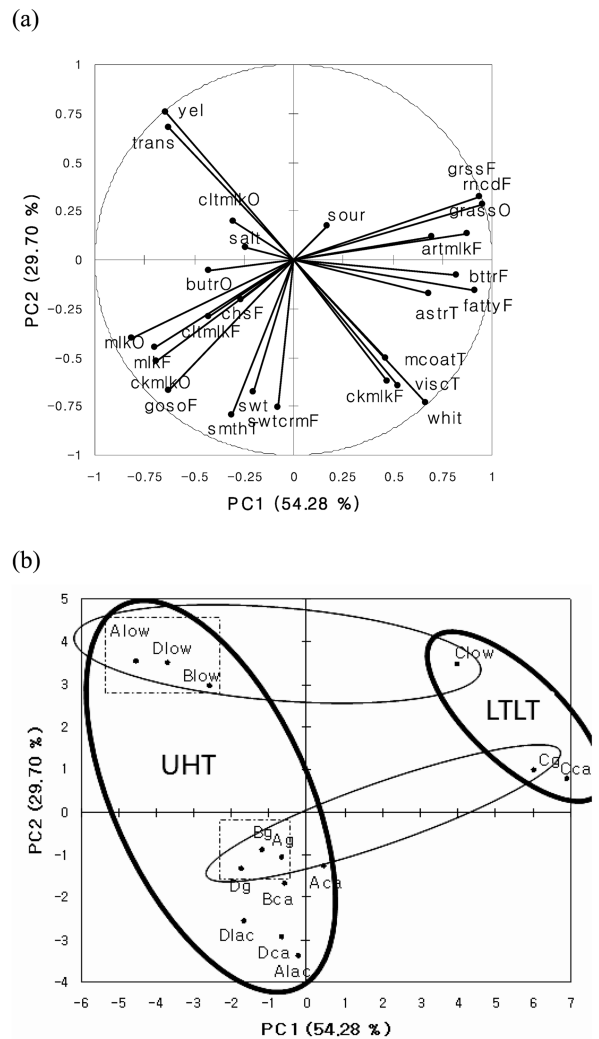 (a)
1
0.75
0.5
0.25
0
-0.25
-0.5
-0.75
-1
PC2 (29.70 %)
yel
trans
cltmlkO
salt
sour
grssF
rncdF
grassO
artmlkF
bttrF
fattyF
astrT
butrO
chsF
cltmlkF
mlkO
mlkF
ckmlkO
gosoF
smthT
swt
swtcrmF
mcoatT
viscT
ckmlkF
whit
-1 -0.75 -0.5 -0.25 0 0.25 0.5 0.75 1
PC1 (54.28 %)
(b)
5
4
3
2
1
0
-1
-2
-3
-4
PC2 (29.70 %)
Alow
Dlow
Blow
Clow
LTLT
UHT
Cg
Cca
Bg
Ag
Dg
Aca
Bca
Dlac
Dca
Alac
-6 -5 -4 -3 -2 -1 0 1 2 3 4 5 6 7
PC1 (54.28 %)